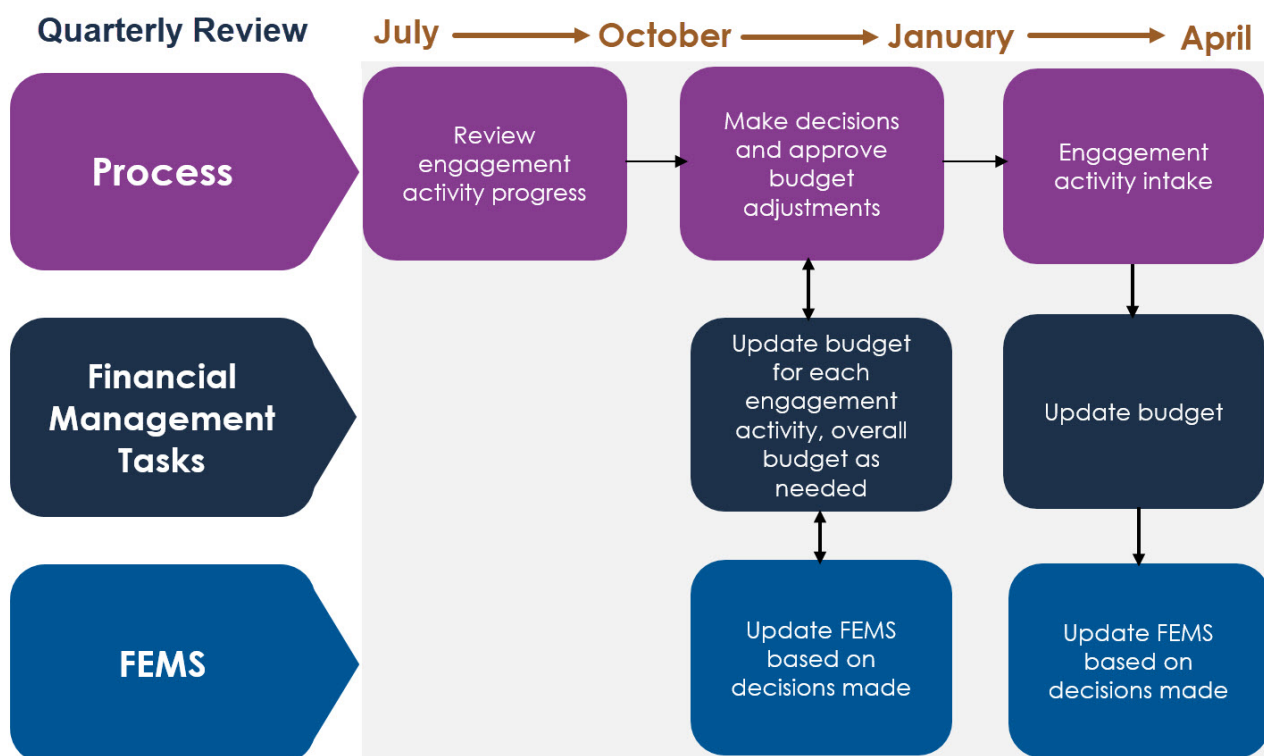 Quarterly Review
July
October
January
April
Process
Review
engagement
activity progress
Make decisions
and approve
budget
adjustments
Engagement
activity intake
Financial
Management
Tasks
Update budget
for each
engagement
activity, overall
budget as
needed
Update budget
FEMS
Update FEMS
based on
decisions made
Update FEMS
based on
decisions made